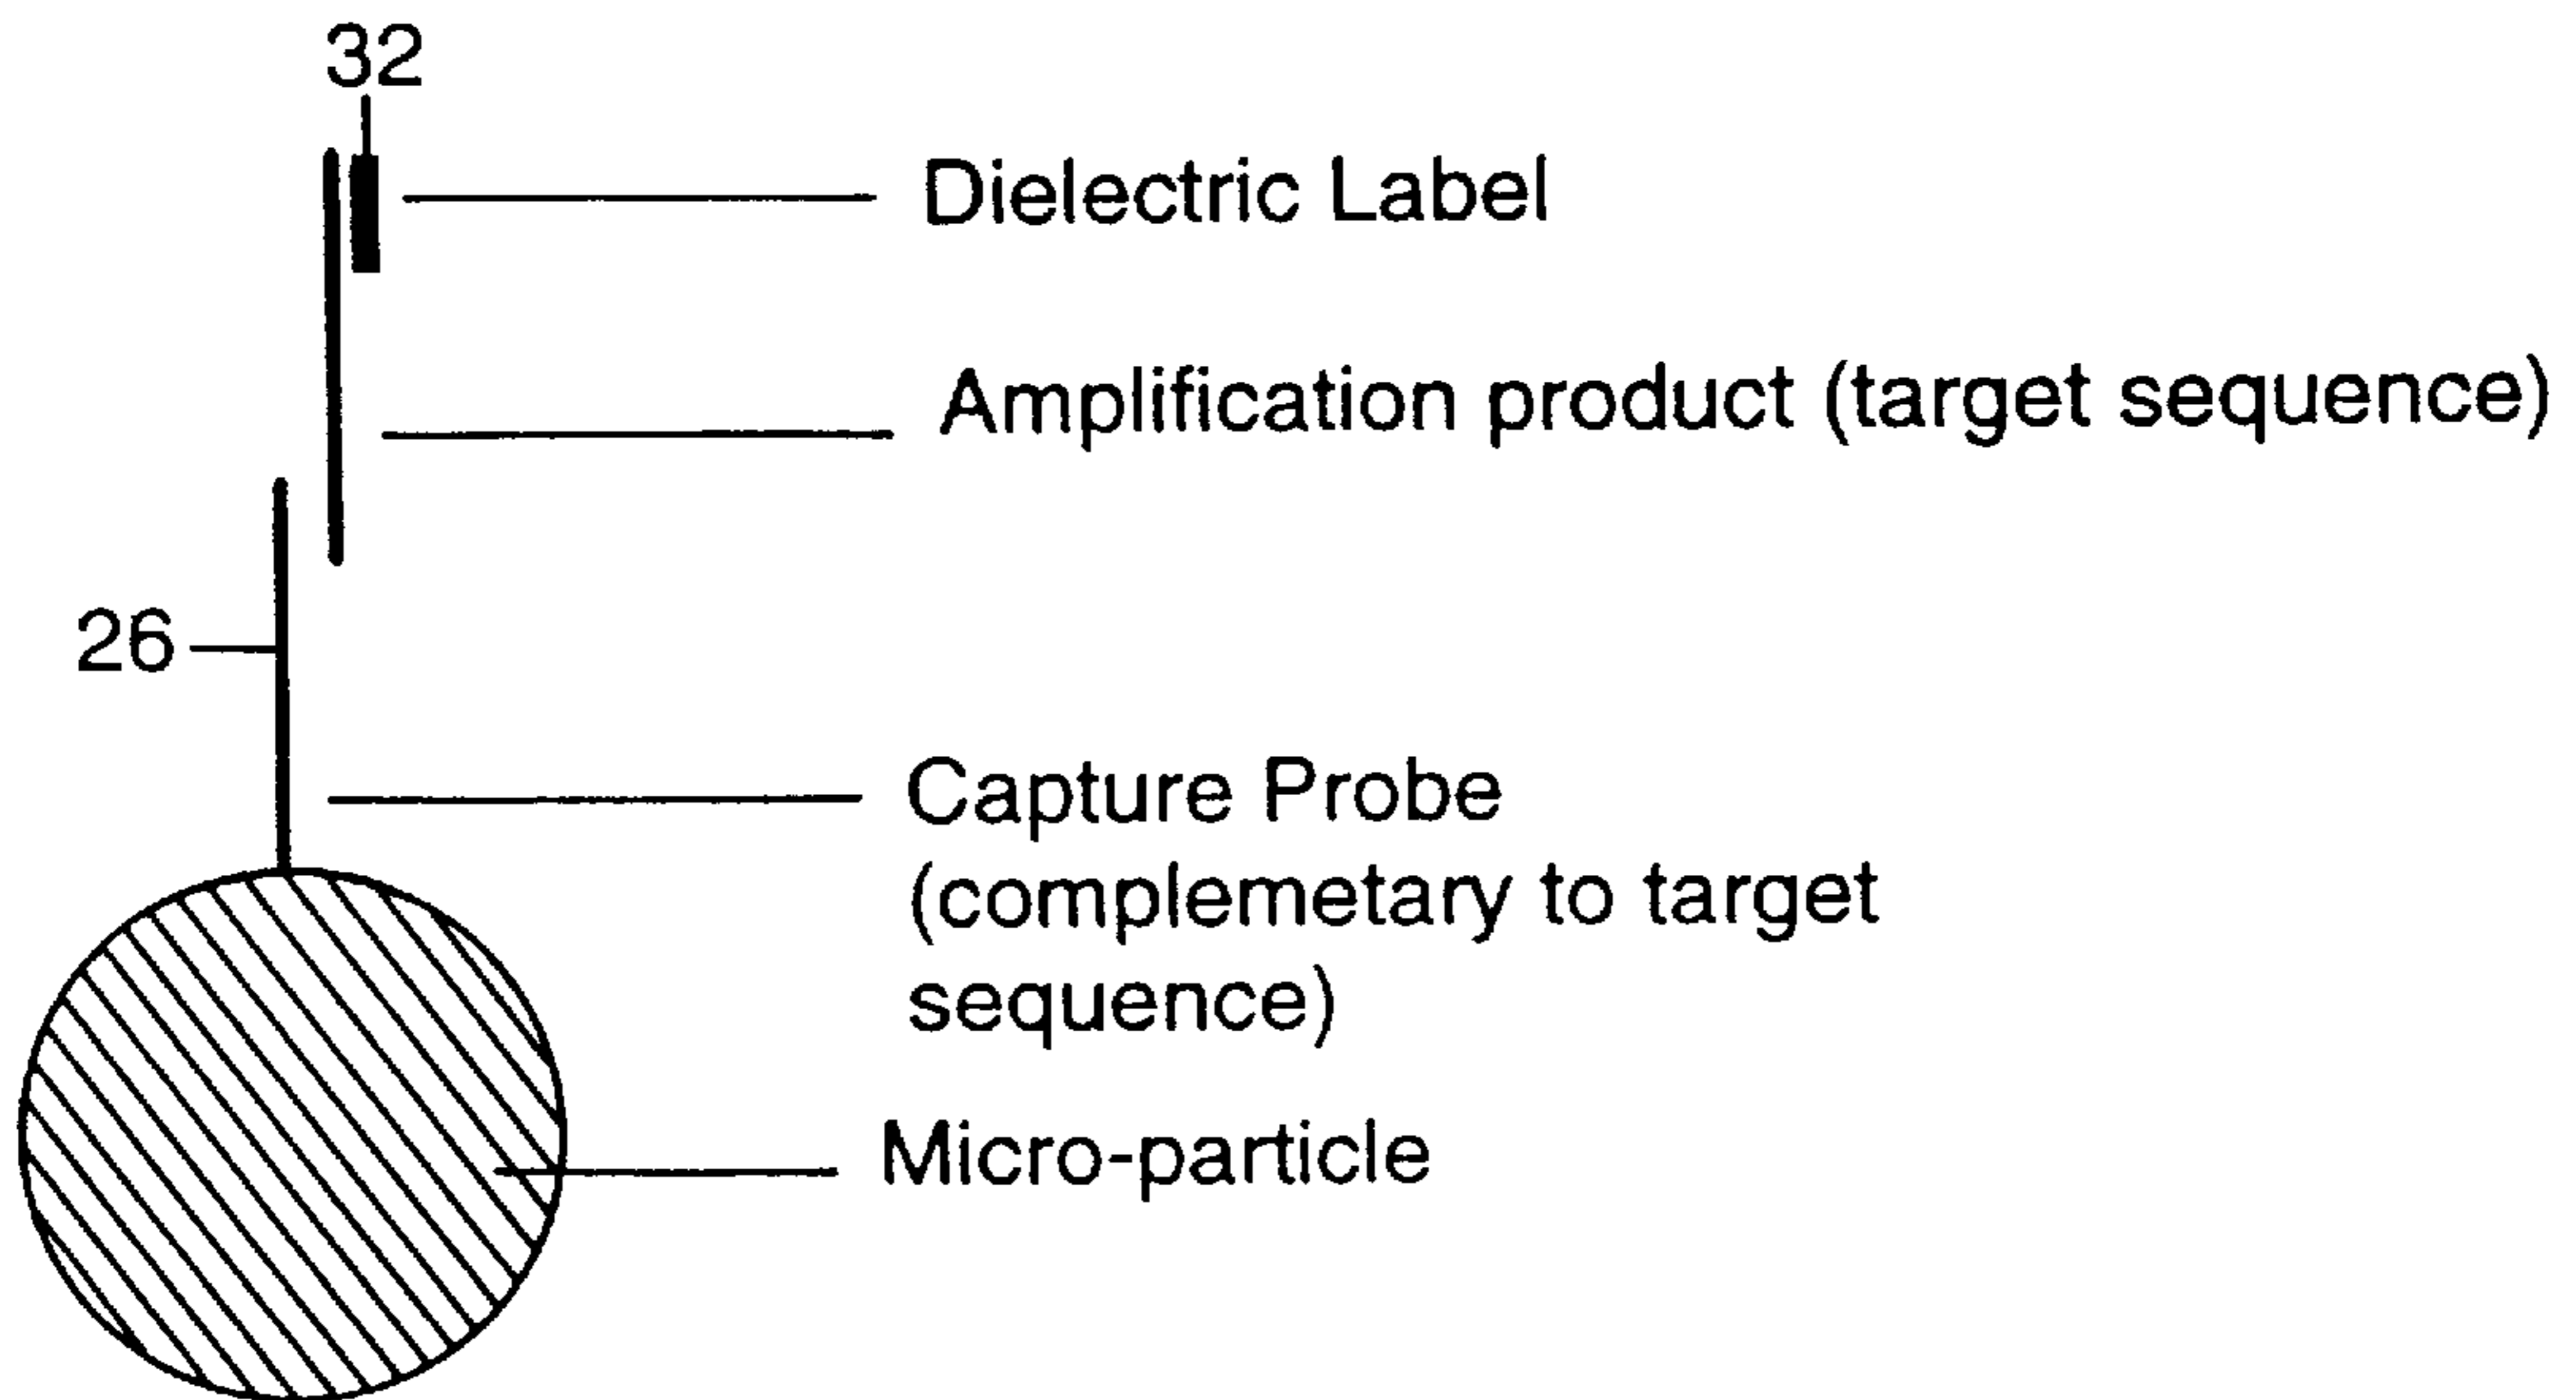 32
Dielectric Label
Amplification product (target sequence)
26
Capture Probe
(complemetary to target
sequence)
Micro-particle